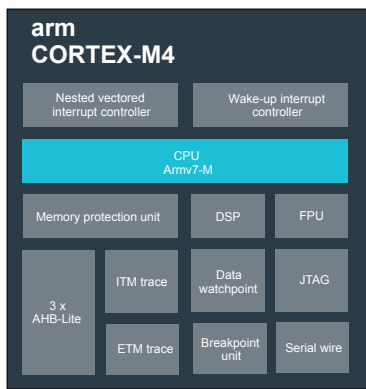 arm
CORTEX-M4
Nested vectored
interrupt controller
Wake-up interrupt
controller
CPU
Armv7-M
Memory protection unit
DSP
FPU
3 x
AHB-Lite
ITM trace
Data
watchpoint
JTAG
ETM trace
Breakpoint
unit
Serial wire